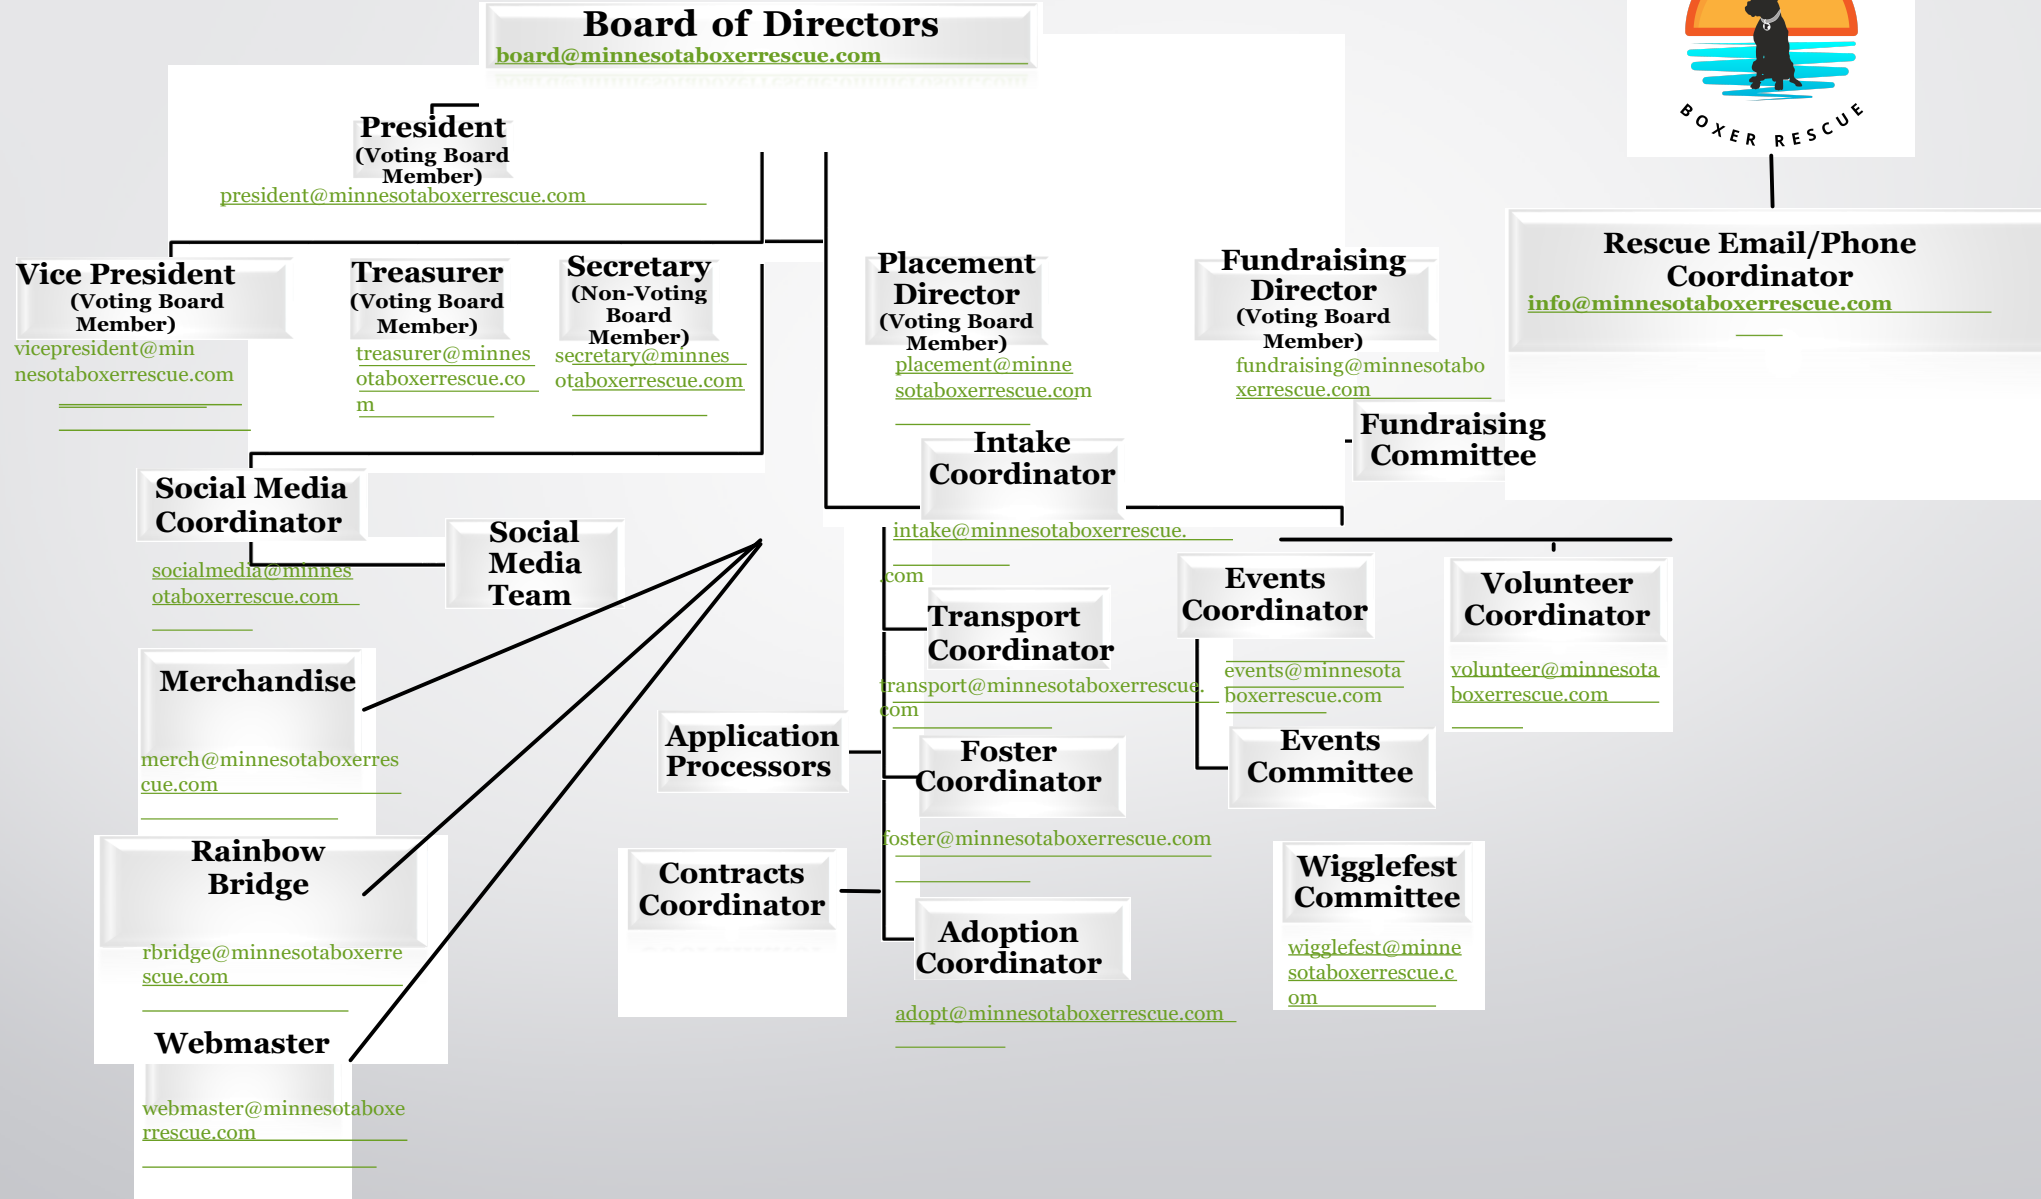 Board of Directors
board@minnesotaboxerrescue.com
BOXER RESCUE
President
(Voting Board
Member)
president@minnesotaboxerrescue.com
Vice President
(Voting Board
Member)
vicepresident@min
nesotaboxerrescue.com
Treasurer
(Voting Board
Member)
treasurer@minnes
otaboxerrescue.co
m
Secretary
(Non-Voting
Board
Member)
secretary@minnes
otaboxerrescue.com
Placement
Director
(Voting Board
Member)
placement@minne
sotaboxerrescue.com
Fundraising
Director
(Voting Board
Member)
fundraising@minnesotabo
xerrescue.com
Rescue Email/Phone
Coordinator
info@minnesotaboxerrescue.com
Fundraising
Committee
Intake
Coordinator
intake@minnesotaboxerrescue.
.com
Social Media
Coordinator
socialmedia@minnes
otaboxerrescue.com
Social
Media
Team
Events
Coordinator
events@minnesota
boxerrescue.com
Volunteer
Coordinator
volunteer@minnesota
boxerrescue.com
Transport
Coordinator
transport@minnesotaboxerrescue.
com
Merchandise
merch@minnesotaboxerres
cue.com
Application
Processors
Foster
Coordinator
foster@minnesotaboxerrescue.com
Events
Committee
Rainbow
Bridge
rbridge@minnesotaboxerre
scue.com
Contracts
Coordinator
Adoption
Coordinator
adopt@minnesotaboxerrescue.com
Wigglefest
Committee
wigglefest@minne
sotaboxerrescue.c
om
Webmaster
webmaster@minnesotaboxe
rrescue.com